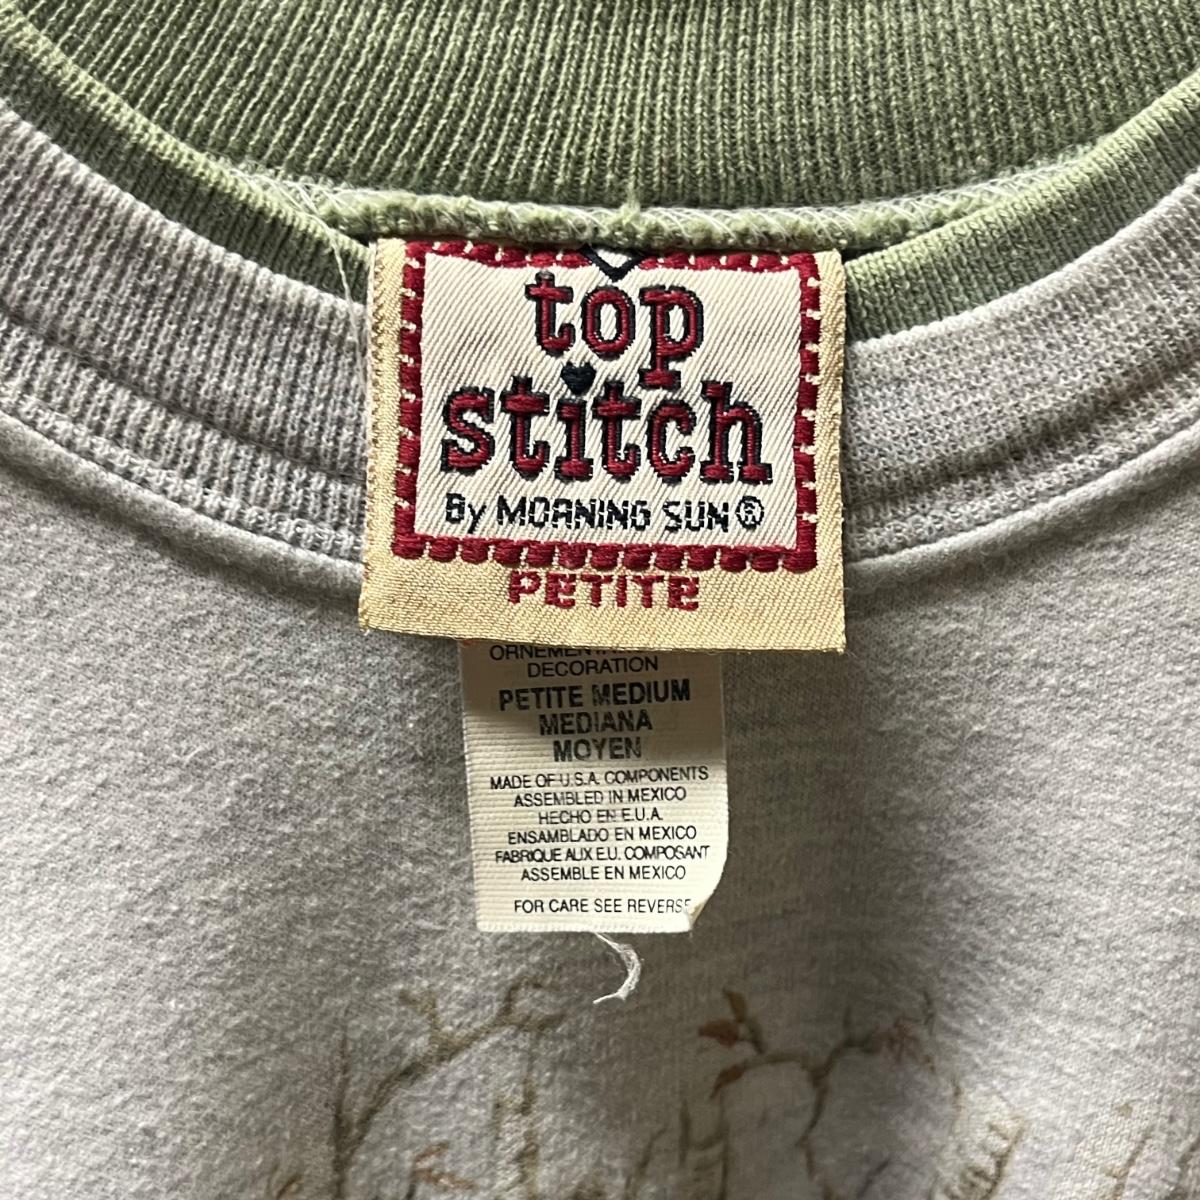 top
stitch
By MORNING SUN®
PETITE
DECORATION
PETITE MEDIUM
MEDIANA
MOYEN
MADE OF U.S.A. COMPONENTS
ASSEMBLED IN MEXICO
HECHO EN E.U.A.
ENSAMBLADO EN MEXICO
FABRIQUE AUX E.U. COMPOSANT
ASSEMBLE EN MEXICO
FOR CARE SEE REVERSE